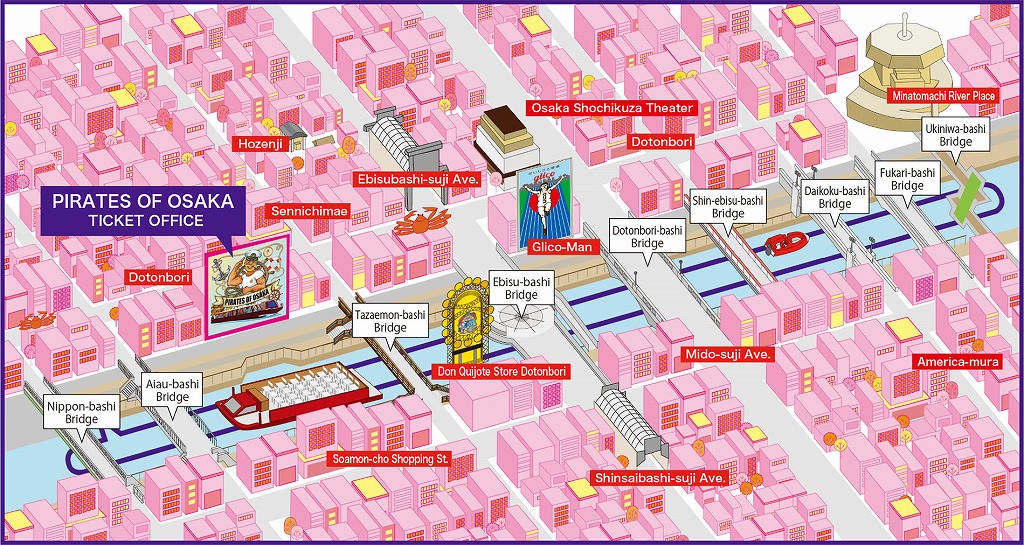 Osaka Shochikuza Theater
Minatomachi River Place
Hozenji
Dotonbori
Ukiniwa-bashi
Bridge
Ebisubashi-suji Ave.
glico
Fukari-bashi
Bridge
Daikoku-bashi
Bridge
PIRATES OF OSAKA
TICKET OFFICE
Sennichimae
Shin-ebisu-bashi
Bridge
Dotonbori-bashi
Bridge
Glico-Man
Dotonbori
PIRATES OF OSAKA
Ebisu-bashi
Bridge
Tazaemon-bashi
Bridge
Mido-suji Ave.
America-mura
Don Quijote Store Dotonbori
Aiau-bashi
Bridge
Nippon-bashi
Bridge
Soamon-cho Shopping St.
Shinsaibashi-suji Ave.